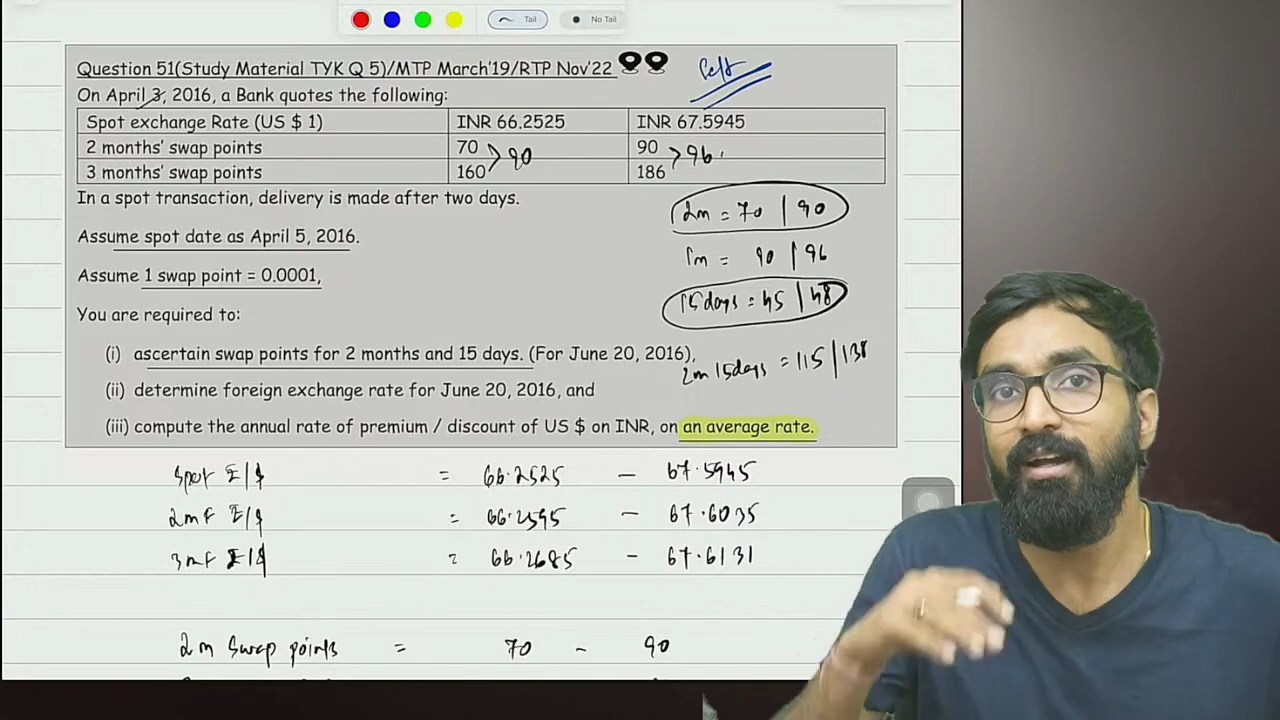 Tail No Tail
Question 51(Study Material TYK Q 5)/MTP March'19/RTP Nov'22 Self
On April 3, 2016, a Bank quotes the following:
Spot exchange Rate (US $ 1) INR 66.2525 INR 67.5945
2 months' swap points 70 90
> 90 > 96
3 months' swap points 160 186
In a spot transaction, delivery is made after two days.
2m = 70 | 90
Assume spot date as April 5, 2016.
1m = 90 | 96
Assume 1 swap point = 0.0001,
15 days = 45 | 48
You are required to:
(i) ascertain swap points for 2 months and 15 days. (For June 20, 2016),
2m 15days = 115 | 138
(ii) determine foreign exchange rate for June 20, 2016, and
(iii) compute the annual rate of premium / discount of US $ on INR, on an average rate.
Spot ₹/$ = 66.2525 - 67.5945
2mF ₹/$ = 66.2595 - 67.6035
3mF ₹/$ = 66.2685 - 67.6131
2m Swap points = 70 - 90